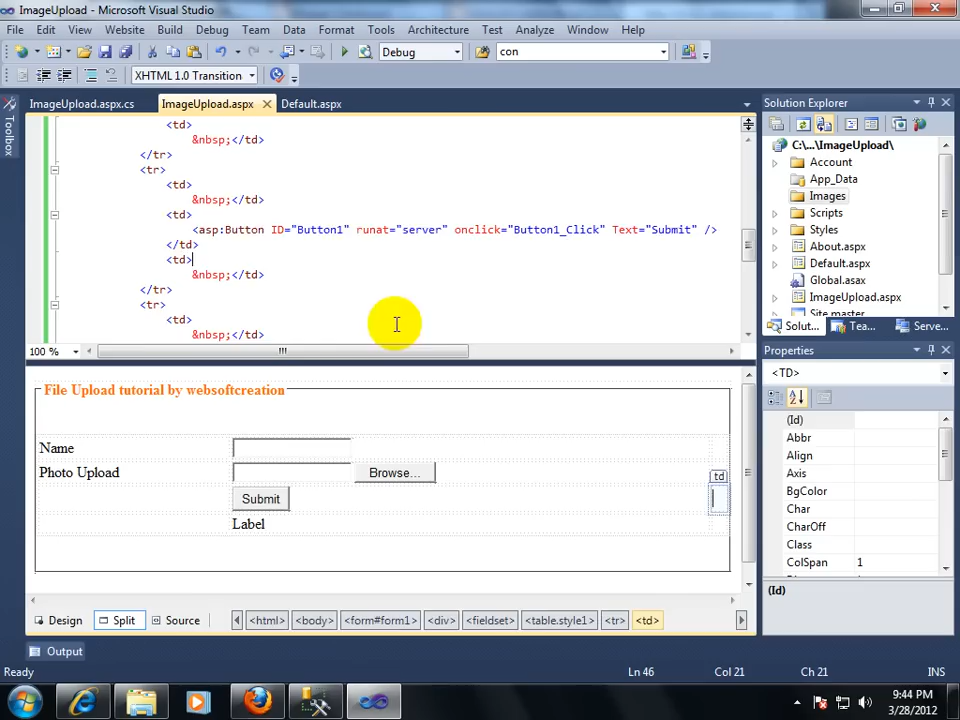 ImageUpload - Microsoft Visual Studio
File Edit View Website Build Debug Team Data Format Tools Architecture Test Analyze Window Help
Debug con
XHTML 1.0 Transition
Toolbox
ImageUpload.aspx.cs ImageUpload.aspx Default.aspx
<td>
&nbsp;</td>
</tr>
<tr>
<td>
&nbsp;</td>
<td>
<asp:Button ID="Button1" runat="server" onclick="Button1_Click" Text="Submit" />
</td>
<td>
&nbsp;</td>
</tr>
<tr>
<td>
&nbsp;</td>
100 %
File Upload tutorial by websoftcreation
Name
Photo Upload Browse...
td
Submit
Label
Design Split Source <html> <body> <form#form1> <div> <fieldset> <table.style1> <tr> <td>
Solution Explorer
C:\...\ImageUpload\
Account
App_Data
Images
Scripts
Styles
About.aspx
Default.aspx
Global.asax
ImageUpload.aspx
Site.master
Solut... Tea... Serve...
Properties
<TD>
(Id)
Abbr
Align
Axis
BgColor
Char
CharOff
Class
ColSpan 1
(Id)
Output
Ready Ln 46 Col 21 Ch 21 INS
9:44 PM
3/28/2012